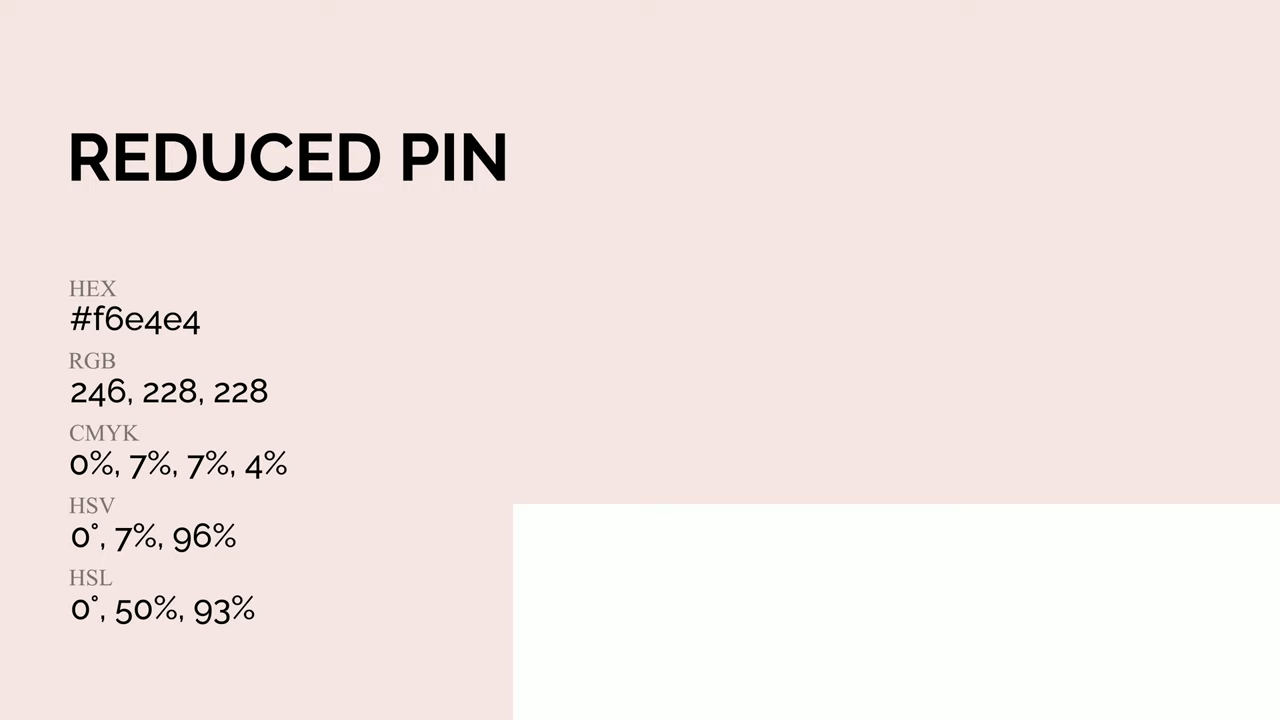 REDUCED PIN
HEX
#f6e4e4
RGB
246, 228, 228
CMYK
0%, 7%, 7%, 4%
HSV
0°, 7%, 96%
HSL
0°, 50%, 93%